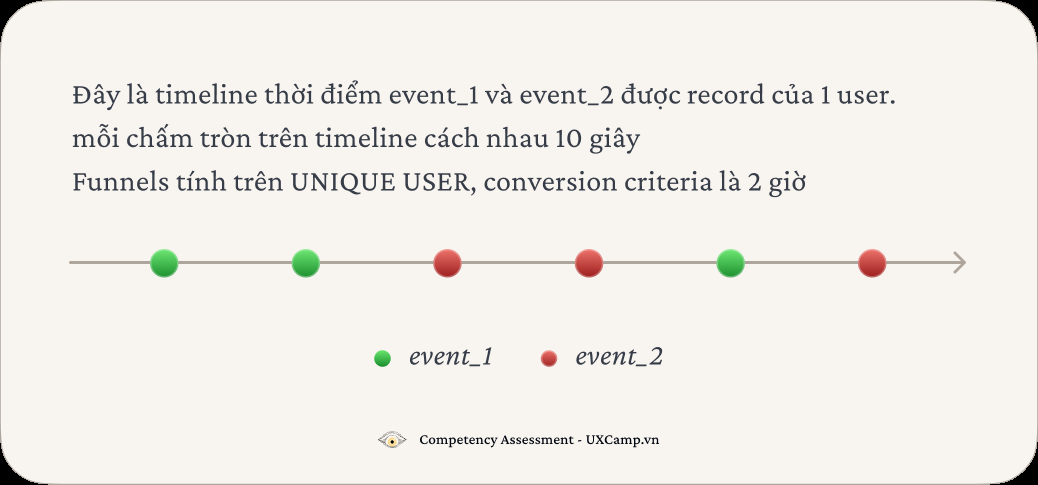 Đây là timeline thời điểm event_1 và event_2 được record của 1 user.
mỗi chấm tròn trên timeline cách nhau 10 giây
Funnels tính trên UNIQUE USER, conversion criteria là 2 giờ
event_1 event_2
Competency Assessment - UXCamp.vn